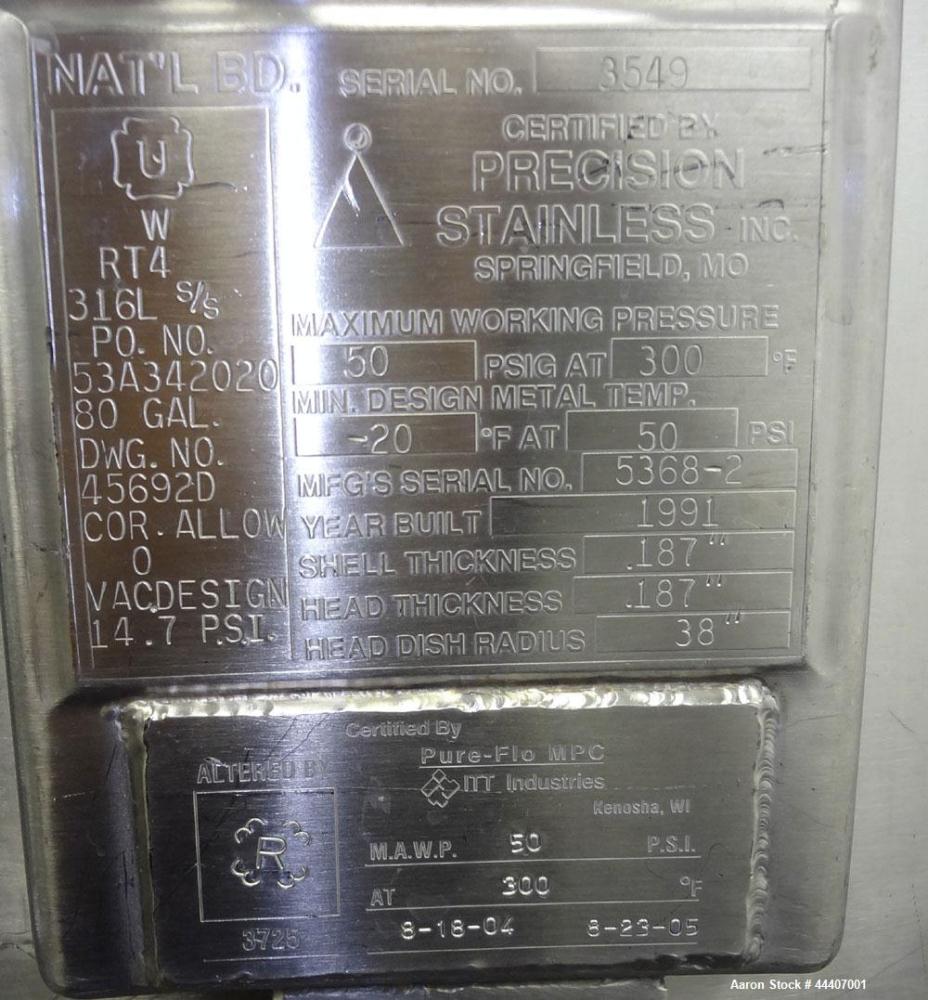 NAT'L BD. SERIAL NO. 3549
U
W
RT4
316L S/S
PO. NO.
53A342020
80 GAL.
DWG. NO.
45692D
COR. ALLOW
0
VACDESIGN
14.7 P.S.I.
CERTIFIED BY
PRECISION
STAINLESS INC.
SPRINGFIELD, MO
MAXIMUM WORKING PRESSURE
50 PSIG AT 300 °F
MIN. DESIGN METAL TEMP.
-20 °F AT 50 PSI
MFG'S SERIAL NO. 5368-2
YEAR BUILT 1991
SHELL THICKNESS .187"
HEAD THICKNESS .187"
HEAD DISH RADIUS 38"
ALTERED BY
R
3725
Certified By
Pure-Flo MPC
ITT Industries
Kenosha, WI
M.A.W.P. 50 P.S.I.
AT 300 °F
8-18-04 8-23-05
Aaron Stock # 44407001